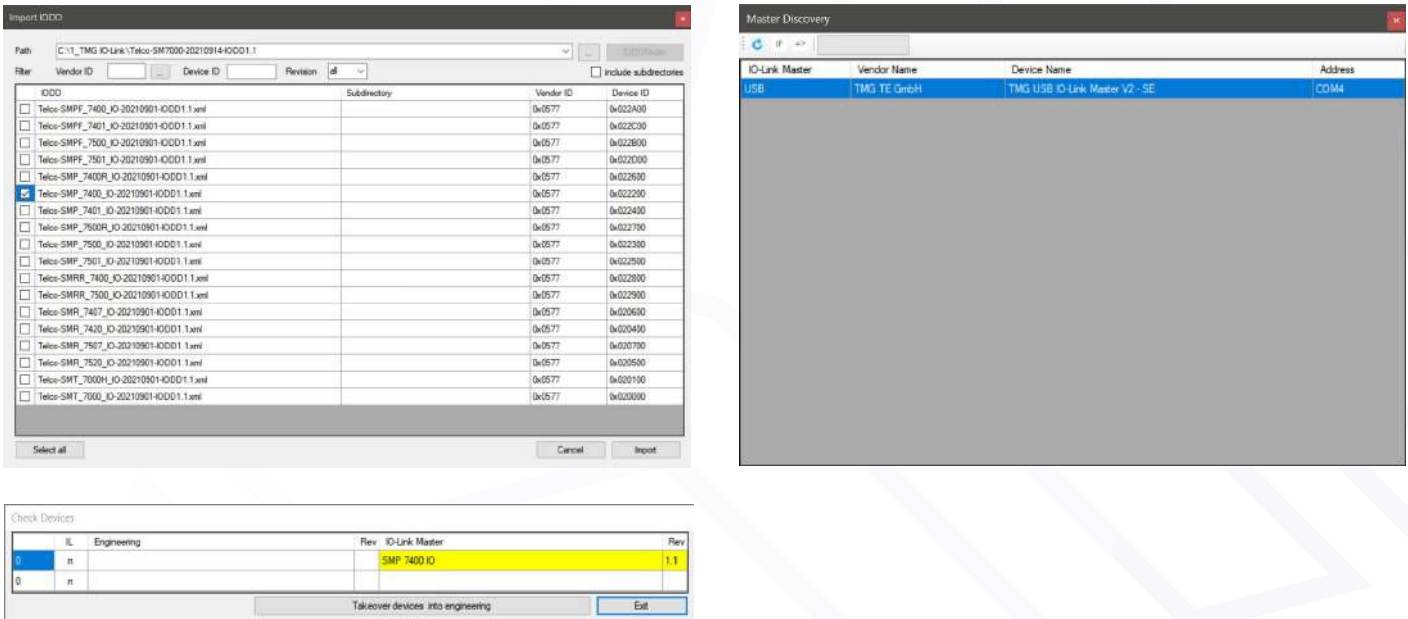 Import IODD
Path C:\1_TMG IO-Link\Telco-SM7000-20210914-IODD1.1 ...
Filter Vendor ID ... Device ID Revision all include subdirectories
IODD Subdirectory Vendor ID Device ID
Telco-SMPF_7400_IO-20210901-IODD1.1.xml 0x0577 0x022A00
Telco-SMPF_7401_IO-20210901-IODD1.1.xml 0x0577 0x022C00
Telco-SMPF_7500_IO-20210901-IODD1.1.xml 0x0577 0x022B00
Telco-SMPF_7501_IO-20210901-IODD1.1.xml 0x0577 0x022D00
Telco-SMP_7400R_IO-20210901-IODD1.1.xml 0x0577 0x022600
Telco-SMP_7400_IO-20210901-IODD1.1.xml 0x0577 0x022200
Telco-SMP_7401_IO-20210901-IODD1.1.xml 0x0577 0x022400
Telco-SMP_7500R_IO-20210901-IODD1.1.xml 0x0577 0x022700
Telco-SMP_7500_IO-20210901-IODD1.1.xml 0x0577 0x022300
Telco-SMP_7501_IO-20210901-IODD1.1.xml 0x0577 0x022500
Telco-SMRR_7400_IO-20210901-IODD1.1.xml 0x0577 0x022800
Telco-SMRR_7500_IO-20210901-IODD1.1.xml 0x0577 0x022900
Telco-SMR_7407_IO-20210901-IODD1.1.xml 0x0577 0x020600
Telco-SMR_7420_IO-20210901-IODD1.1.xml 0x0577 0x020400
Telco-SMR_7507_IO-20210901-IODD1.1.xml 0x0577 0x020700
Telco-SMR_7520_IO-20210901-IODD1.1.xml 0x0577 0x020500
Telco-SMT_7000H_IO-20210901-IODD1.1.xml 0x0577 0x020100
Telco-SMT_7000_IO-20210901-IODD1.1.xml 0x0577 0x020000
Select all Cancel Import
Master Discovery
IP
IO-Link Master Vendor Name Device Name Address
USB TMG TE GmbH TMG USB IO-Link Master V2 - SE COM4
Check Devices
IL Engineering Rev IO-Link Master Rev
0 n SMP 7400 IO 1.1
0 n
Takeover devices into engineering Exit